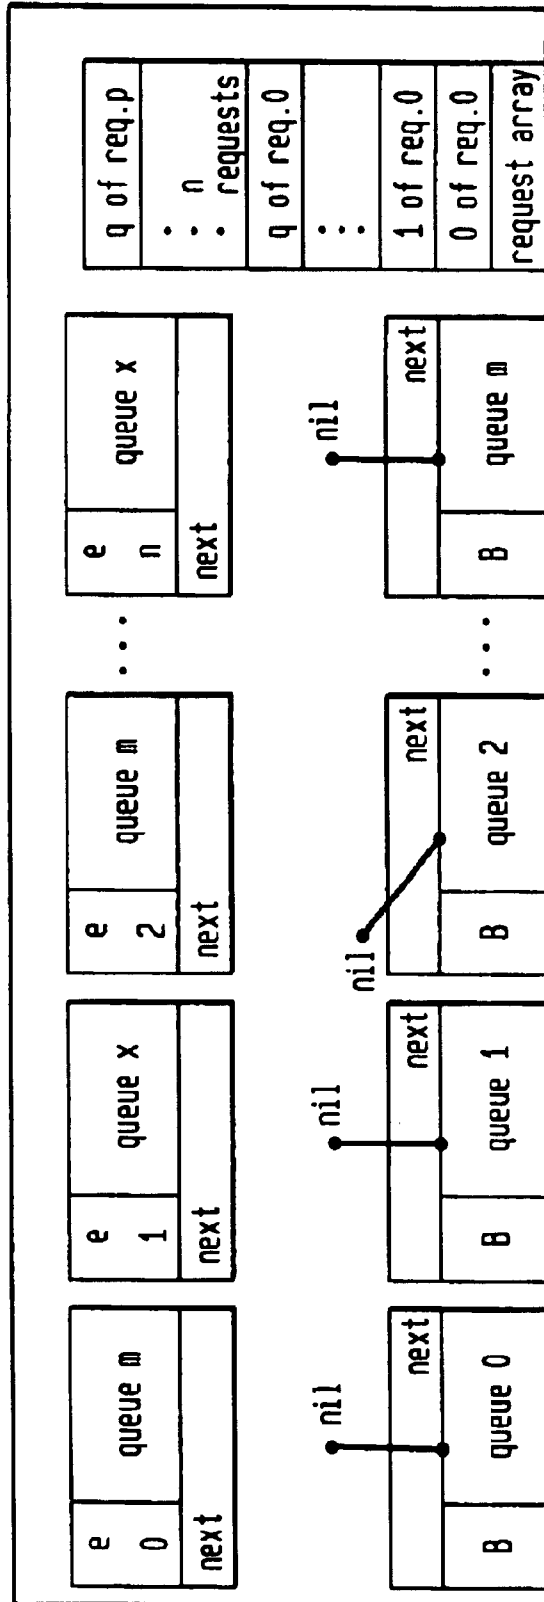 e
0
queue m
next
e
1
queue x
next
e
2
queue m
next
...
e
n
queue x
next
q of req.p
: n
. requests
q of req.0
⋮
1 of req.0
0 of req.0
request array
nil
next
B
queue 0
nil
next
B
queue 1
nil
next
B
queue 2
...
nil
next
B
queue m